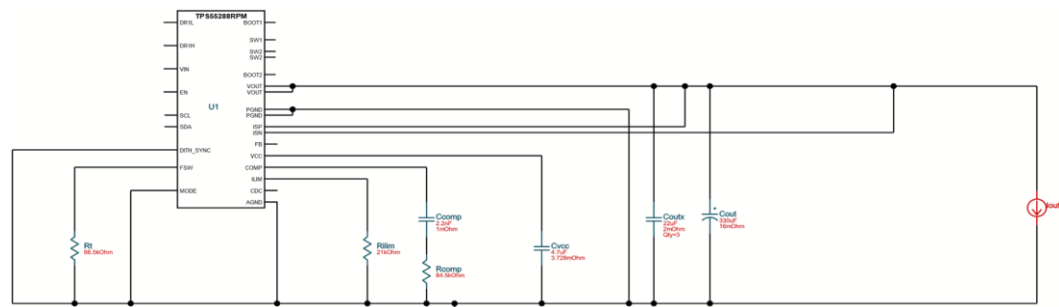 TPS55288RPM
DR1L
BOOT1
SW1
DR1H
SW2
SW2
VIN
BOOT2
VOUT
EN
VOUT
U1
PGND
SCL
PGND
SDA
ISP
ISN
FB
DITH_SYNC
VCC
FSW
COMP
ILIM
MODE
CDC
AGND
Rt
66.5kOhm
Rilim
21kOhm
Ccomp
2.2nF
1mOhm
Rcomp
84.5kOhm
Cvcc
4.7uF
3.728mOhm
Coutx
22uF
2mOhm
Qty=3
Cout
330uF
16mOhm
Iout